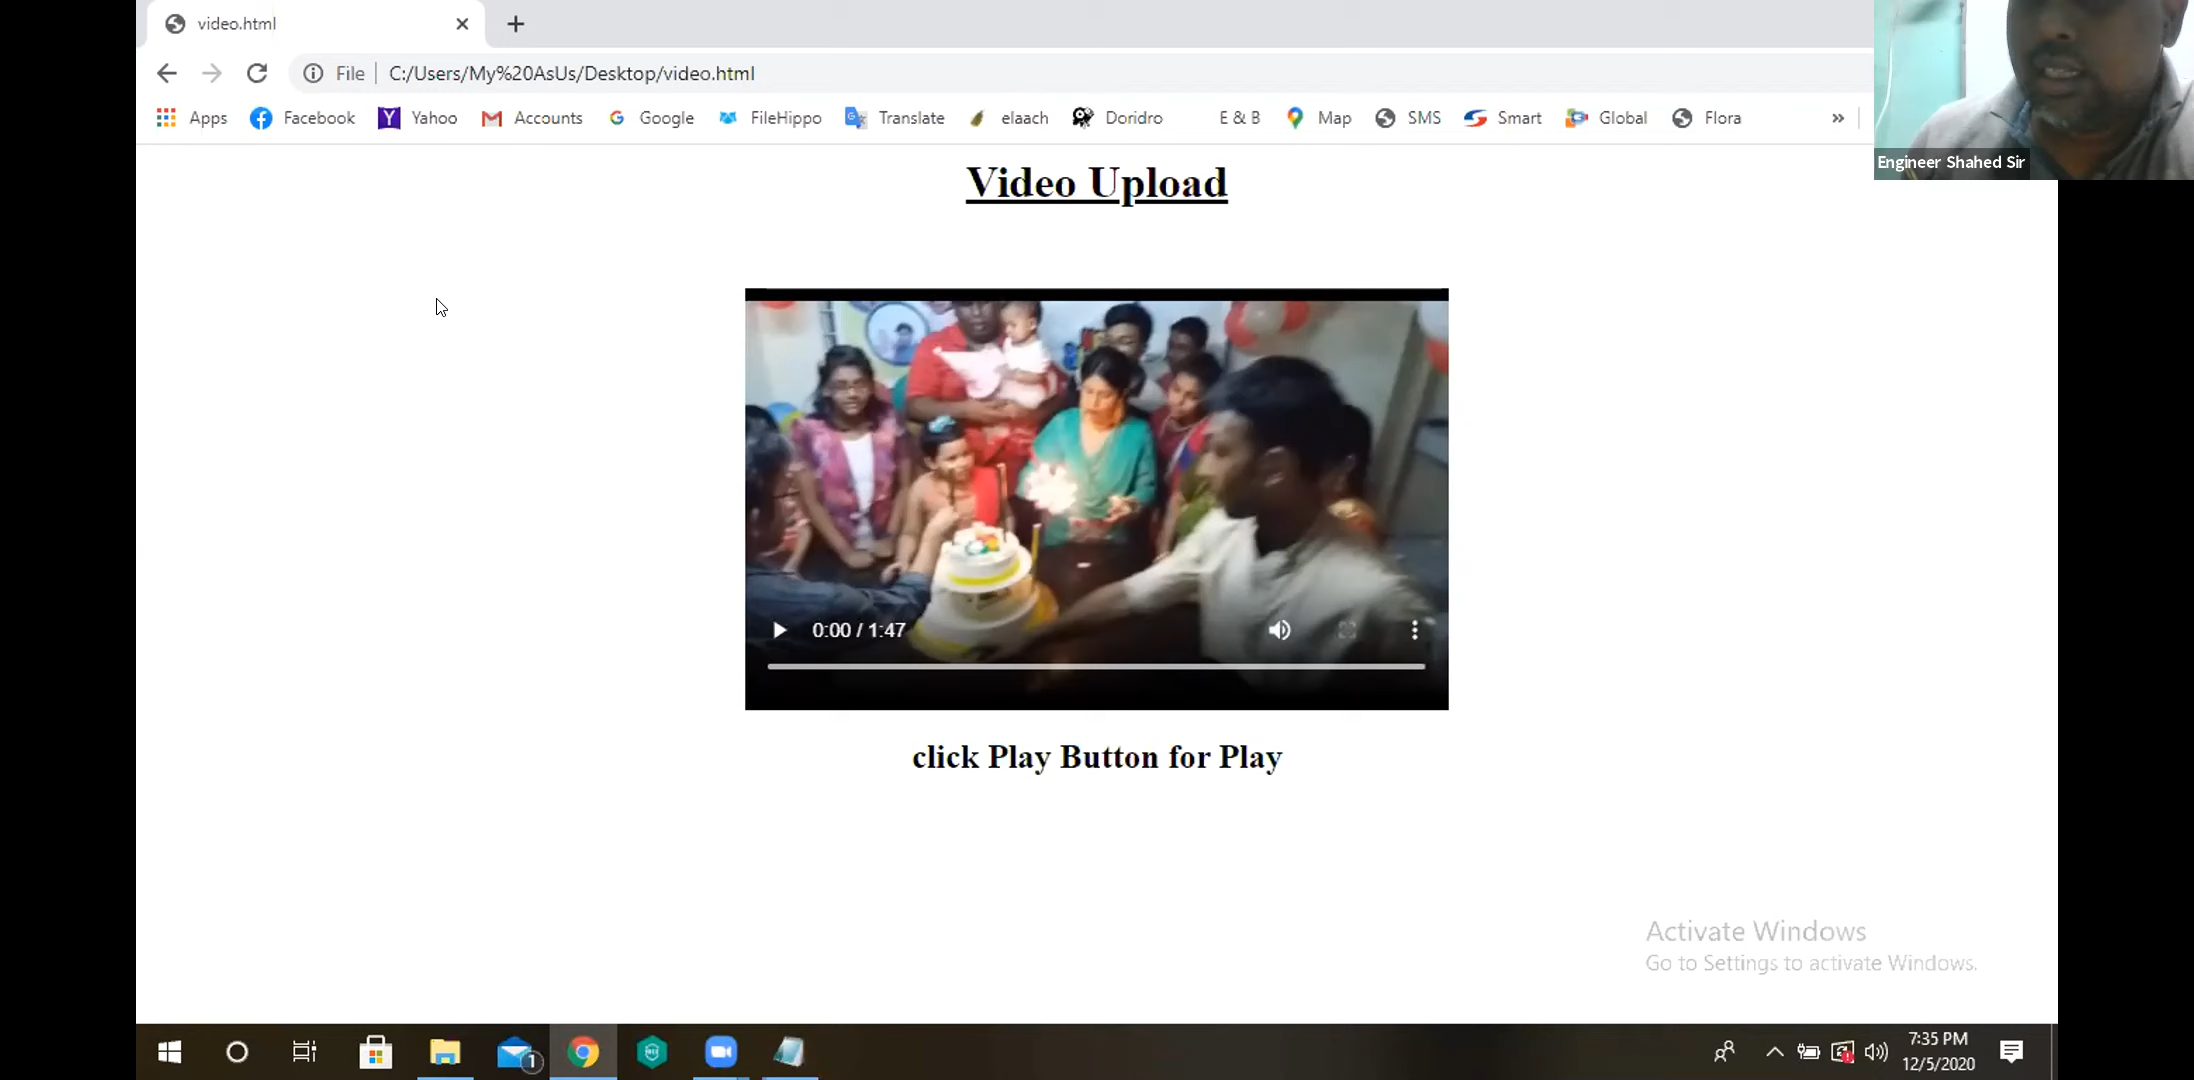 video.html
File
C:/Users/My%20AsUs/Desktop/video.html
Apps Facebook Yahoo Accounts Google FileHippo Translate elaach Doridro E & B Map SMS Smart Global Flora »
Engineer Shahed Sir
Video Upload
0:00 / 1:47
click Play Button for Play
Activate Windows
Go to Settings to activate Windows.
1
7:35 PM
12/5/2020